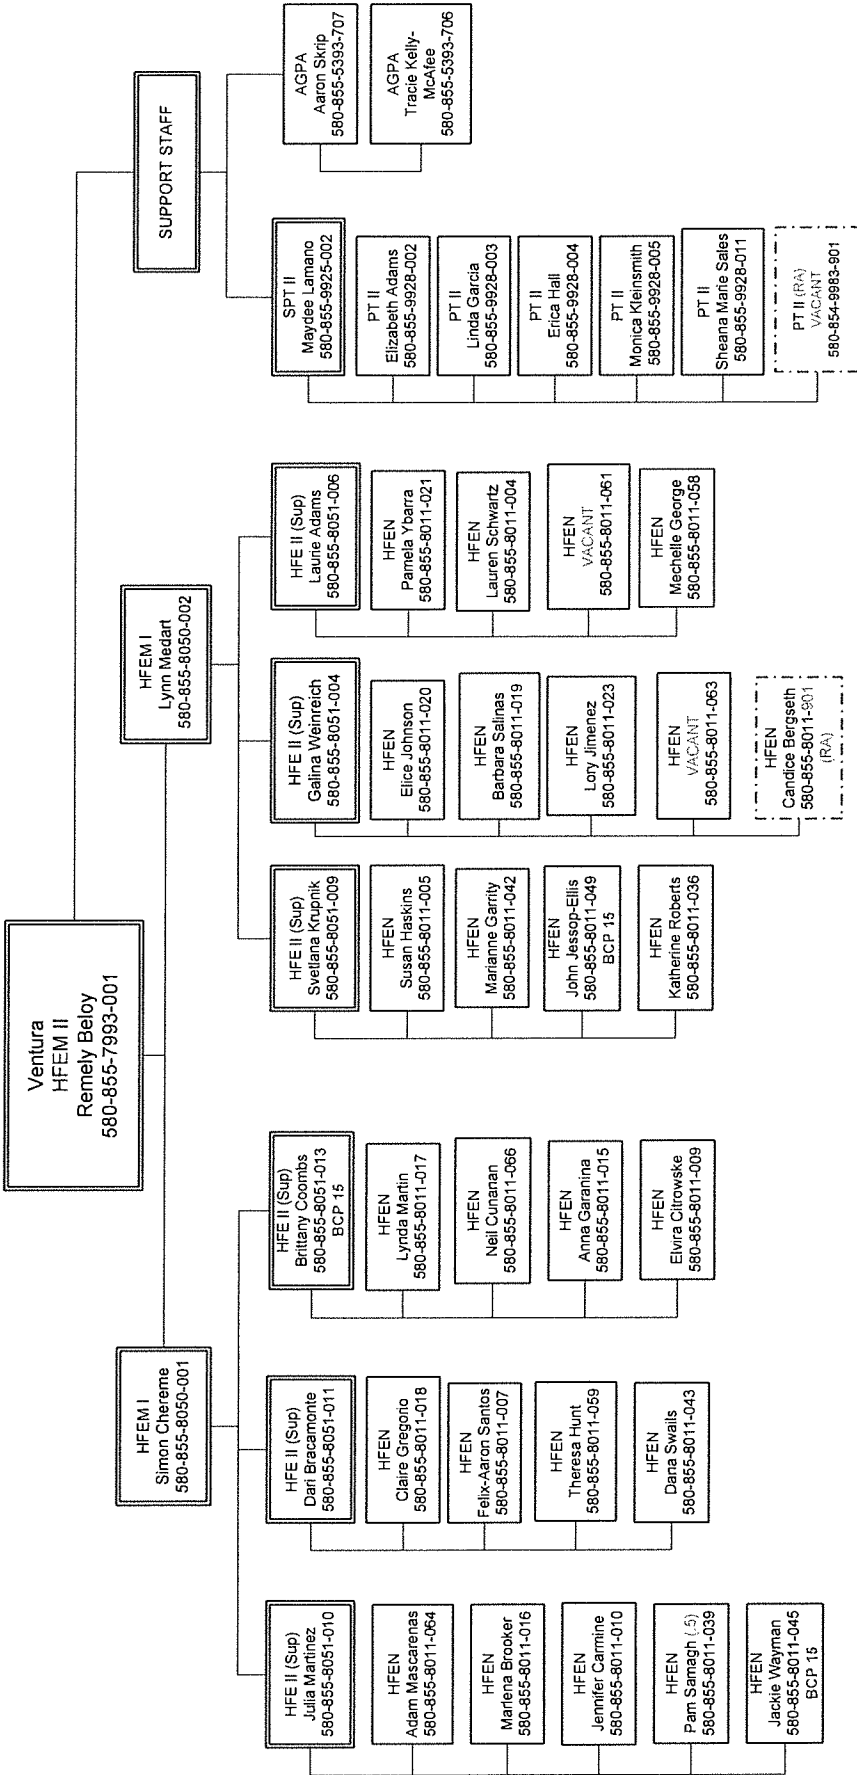 Ventura
HFEM II
Remely Beloy
580-855-7993-001
HFEM I
Simon Chereme
580-855-8050-001
HFEM I
Lynn Medart
580-855-8050-002
SUPPORT STAFF
HFE II (Sup)
Julia Martinez
580-855-8051-010
HFEN
Adam Mascarenas
580-855-8011-064
HFEN
Marlena Brooker
580-855-8011-016
HFEN
Jennifer Carmine
580-855-8011-010
HFEN
Pam Samagh (.5)
580-855-8011-039
HFEN
Jackie Wayman
580-855-8011-045
BCP 15
HFE II (Sup)
Dari Bracamonte
580-855-8051-011
HFEN
Claire Gregorio
580-855-8011-018
HFEN
Felix-Aaron Santos
580-855-8011-007
HFEN
Theresa Hunt
580-855-8011-059
HFEN
Dana Swails
580-855-8011-043
HFE II (Sup)
Brittany Coombs
580-855-8051-013
BCP 15
HFEN
Lynda Martin
580-855-8011-017
HFEN
Neil Cunanan
580-855-8011-066
HFEN
Anna Garanina
580-855-8011-015
HFEN
Elvira Citrowske
580-855-8011-009
HFE II (Sup)
Svetlana Krupnik
580-855-8051-009
HFEN
Susan Haskins
580-855-8011-005
HFEN
Marianne Garrity
580-855-8011-042
HFEN
John Jessop-Ellis
580-855-8011-049
BCP 15
HFEN
Katherine Roberts
580-855-8011-036
HFE II (Sup)
Galina Weinreich
580-855-8051-004
HFEN
Elice Johnson
580-855-8011-020
HFEN
Barbara Salinas
580-855-8011-019
HFEN
Lory Jimenez
580-855-8011-023
HFEN
VACANT
580-855-8011-063
HFEN
Candice Bergseth
580-855-8011-901
(RA)
HFE II (Sup)
Laurie Adams
580-855-8051-006
HFEN
Pamela Ybarra
580-855-8011-021
HFEN
Lauren Schwartz
580-855-8011-004
HFEN
VACANT
580-855-8011-061
HFEN
Mechelle George
580-855-8011-058
SPT II
Maydee Lamano
580-855-9925-002
PT II
Elizabeth Adams
580-855-9928-002
PT II
Linda Garcia
580-855-9928-003
PT II
Erica Hall
580-855-9928-004
PT II
Monica Kleinsmith
580-855-9928-005
PT II
Sheana Marie Sales
580-855-9928-011
PT II (RA)
VACANT
580-854-9983-901
AGPA
Aaron Skrip
580-855-5393-707
AGPA
Tracie Kelly-
McAfee
580-855-5393-706